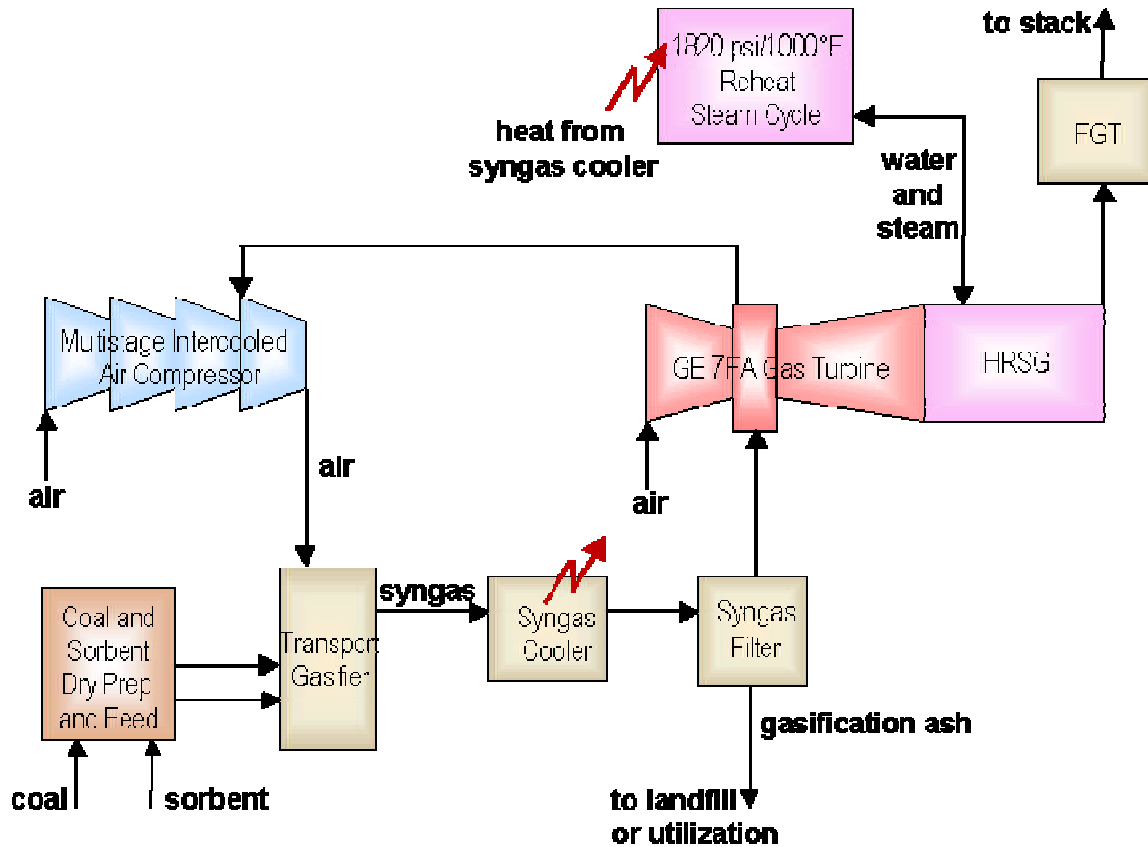 to stack
1820 psi/1000°F
Reheat
Steam Cycle
FGT
heat from
syngas cooler
water
and
steam
Multistage Intercooled
Air Compressor
GE 7FA Gas Turbine
HRSG
air
air
air
syngas
Coal and
Sorbent
Dry Prep
and Feed
Transport
Gasifier
Syngas
Cooler
Syngas
Filter
gasification ash
coal
sorbent
to landfill
or utilization